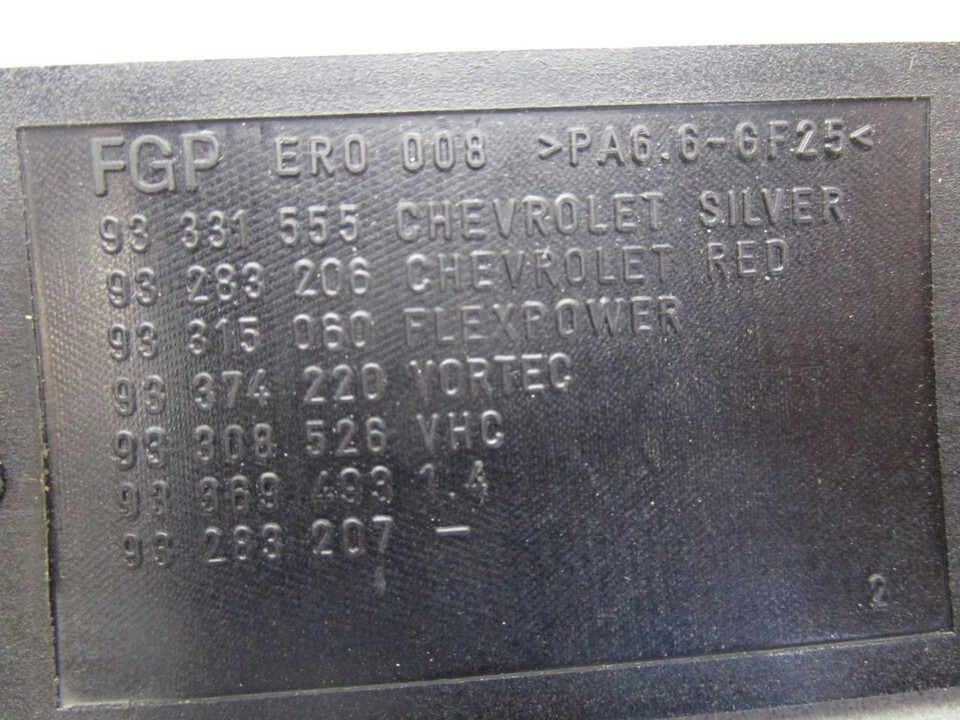 FGP ERO 008 >PA6.6-GF25<
93 331 555 CHEVROLET SILVER
93 283 206 CHEVROLET RED
93 315 060 FLEXPOWER
93 374 220 VORTEC
93 308 526 VHC
93 369 493 1.4
93 283 207 —
2